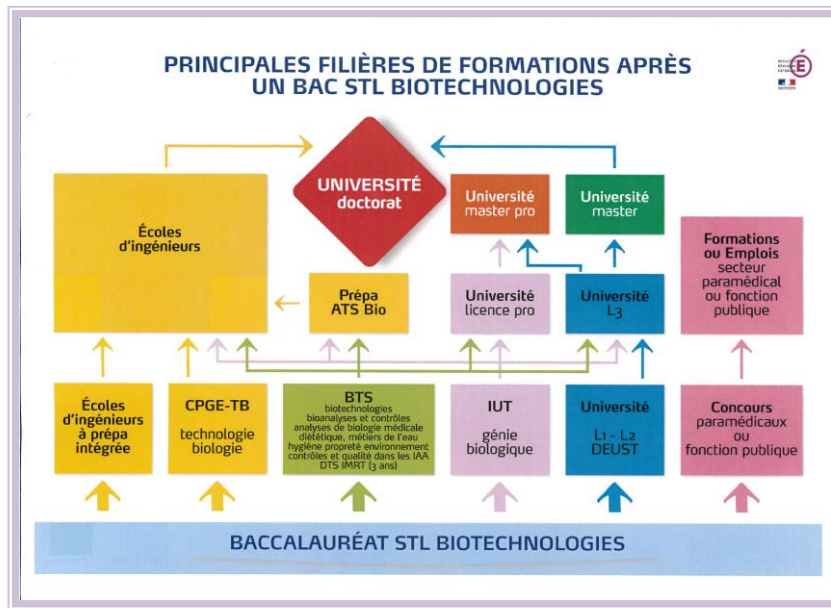 PRINCIPALES FILIÈRES DE FORMATIONS APRÈS
UN BAC STL BIOTECHNOLOGIES
É
UNIVERSITÉ
doctorat
Écoles
d'ingénieurs
Université
master pro
Université
master
Formations
ou Emplois
secteur
paramédical
ou fonction
publique
Prépa
ATS Bio
Université
licence pro
Université
L3
Écoles
d'ingénieurs
à prépa
intégrée
CPGE-TB
technologie
biologie
BTS
biotechnologies
bioanalyses et contrôles
analyses de biologie médicale
diététique, métiers de l'eau
hygiène propreté environnement
contrôles et qualité dans les IAA
DTS IMRT (3 ans)
IUT
génie
biologique
Université
L1 - L2
DEUST
Concours
paramédicaux
ou
fonction publique
BACCALAURÉAT STL BIOTECHNOLOGIES